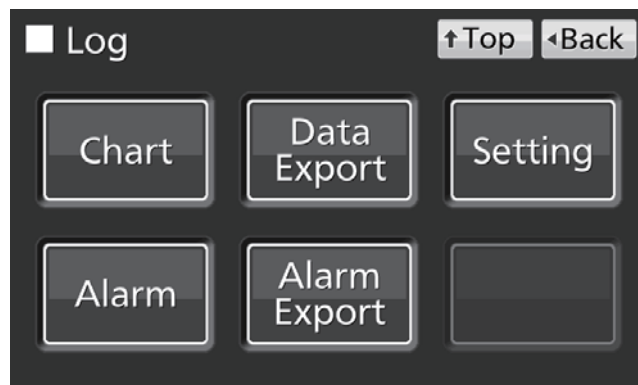 Log
↑Top
◂Back
Chart
Data
Export
Setting
Alarm
Alarm
Export